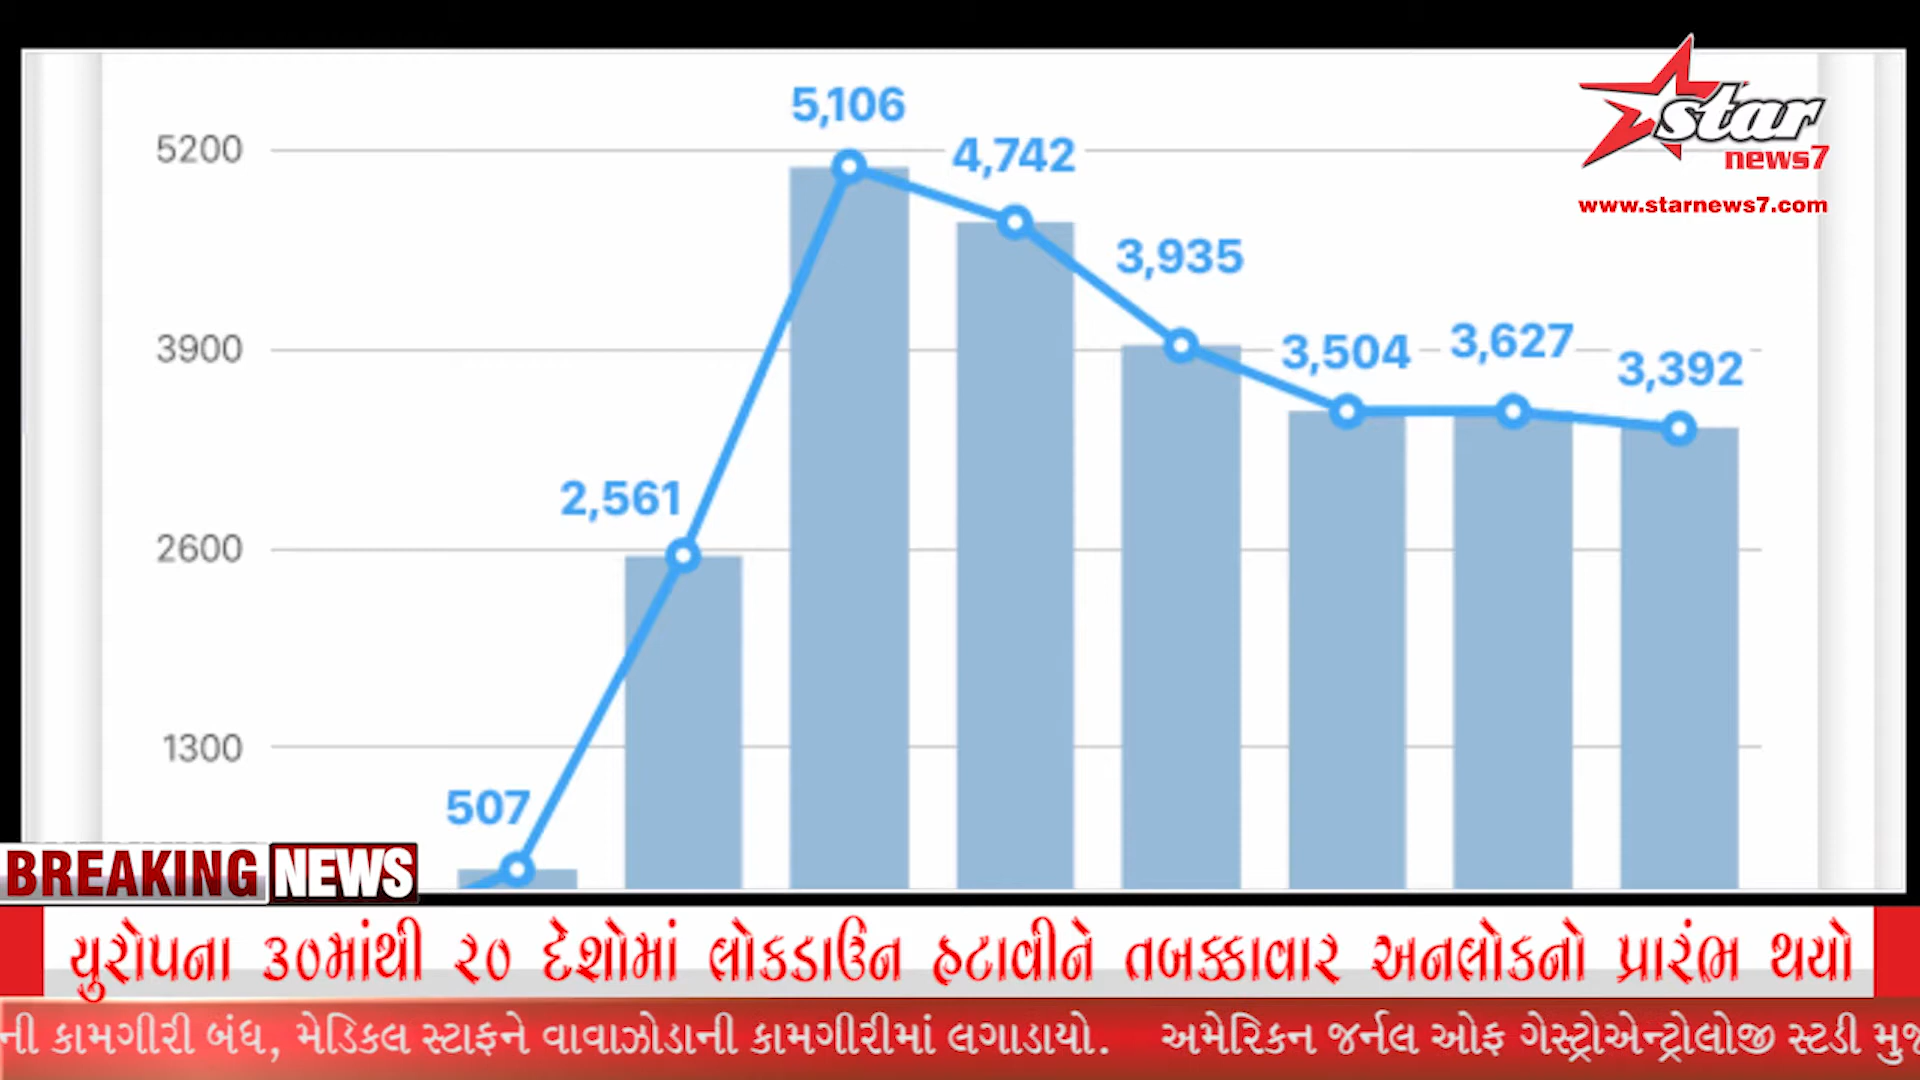 5,106
star
5200
4,742
news7
www.starnews7.com
3,935
3900
3,504
3,627
3,392
2,561
2600
1300
507
BREAKING NEWS
યુરોપના ૩૦માંથી ૨૦ દેશોમાં લોકડાઉન હટાવીને તબક્કાવાર અનલોકનો પ્રારંભ થયો
ની કામગીરી બંધ, મેડિકલ સ્ટાફને વાવાઝોડાની કામગીરીમાં લગાડાયો. અમેરિકન જર્નલ ઓફ ગેસ્ટ્રોએન્ટ્રોલોજી સ્ટડી